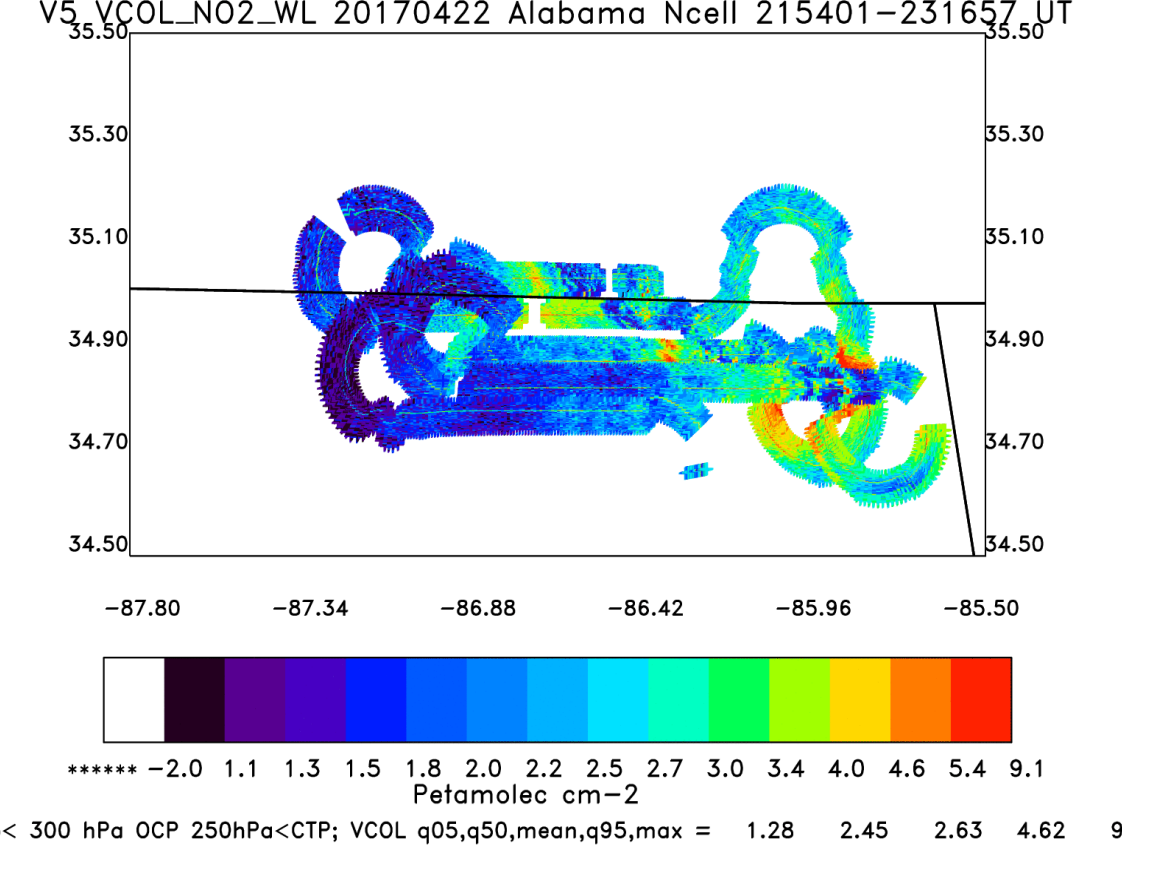 V5_VCOL_NO2_WL 20170422 Alabama Ncell 215401-231657 UT
35.50 35.50
35.30 35.30
35.10 35.10
34.90 34.90
34.70 34.70
34.50 34.50
-87.80 -87.34 -86.88 -86.42 -85.96 -85.50
****** -2.0 1.1 1.3 1.5 1.8 2.0 2.2 2.5 2.7 3.0 3.4 4.0 4.6 5.4 9.1
Petamolec cm-2
< 300 hPa OCP 250hPa<CTP; VCOL q05,q50,mean,q95,max = 1.28 2.45 2.63 4.62 9